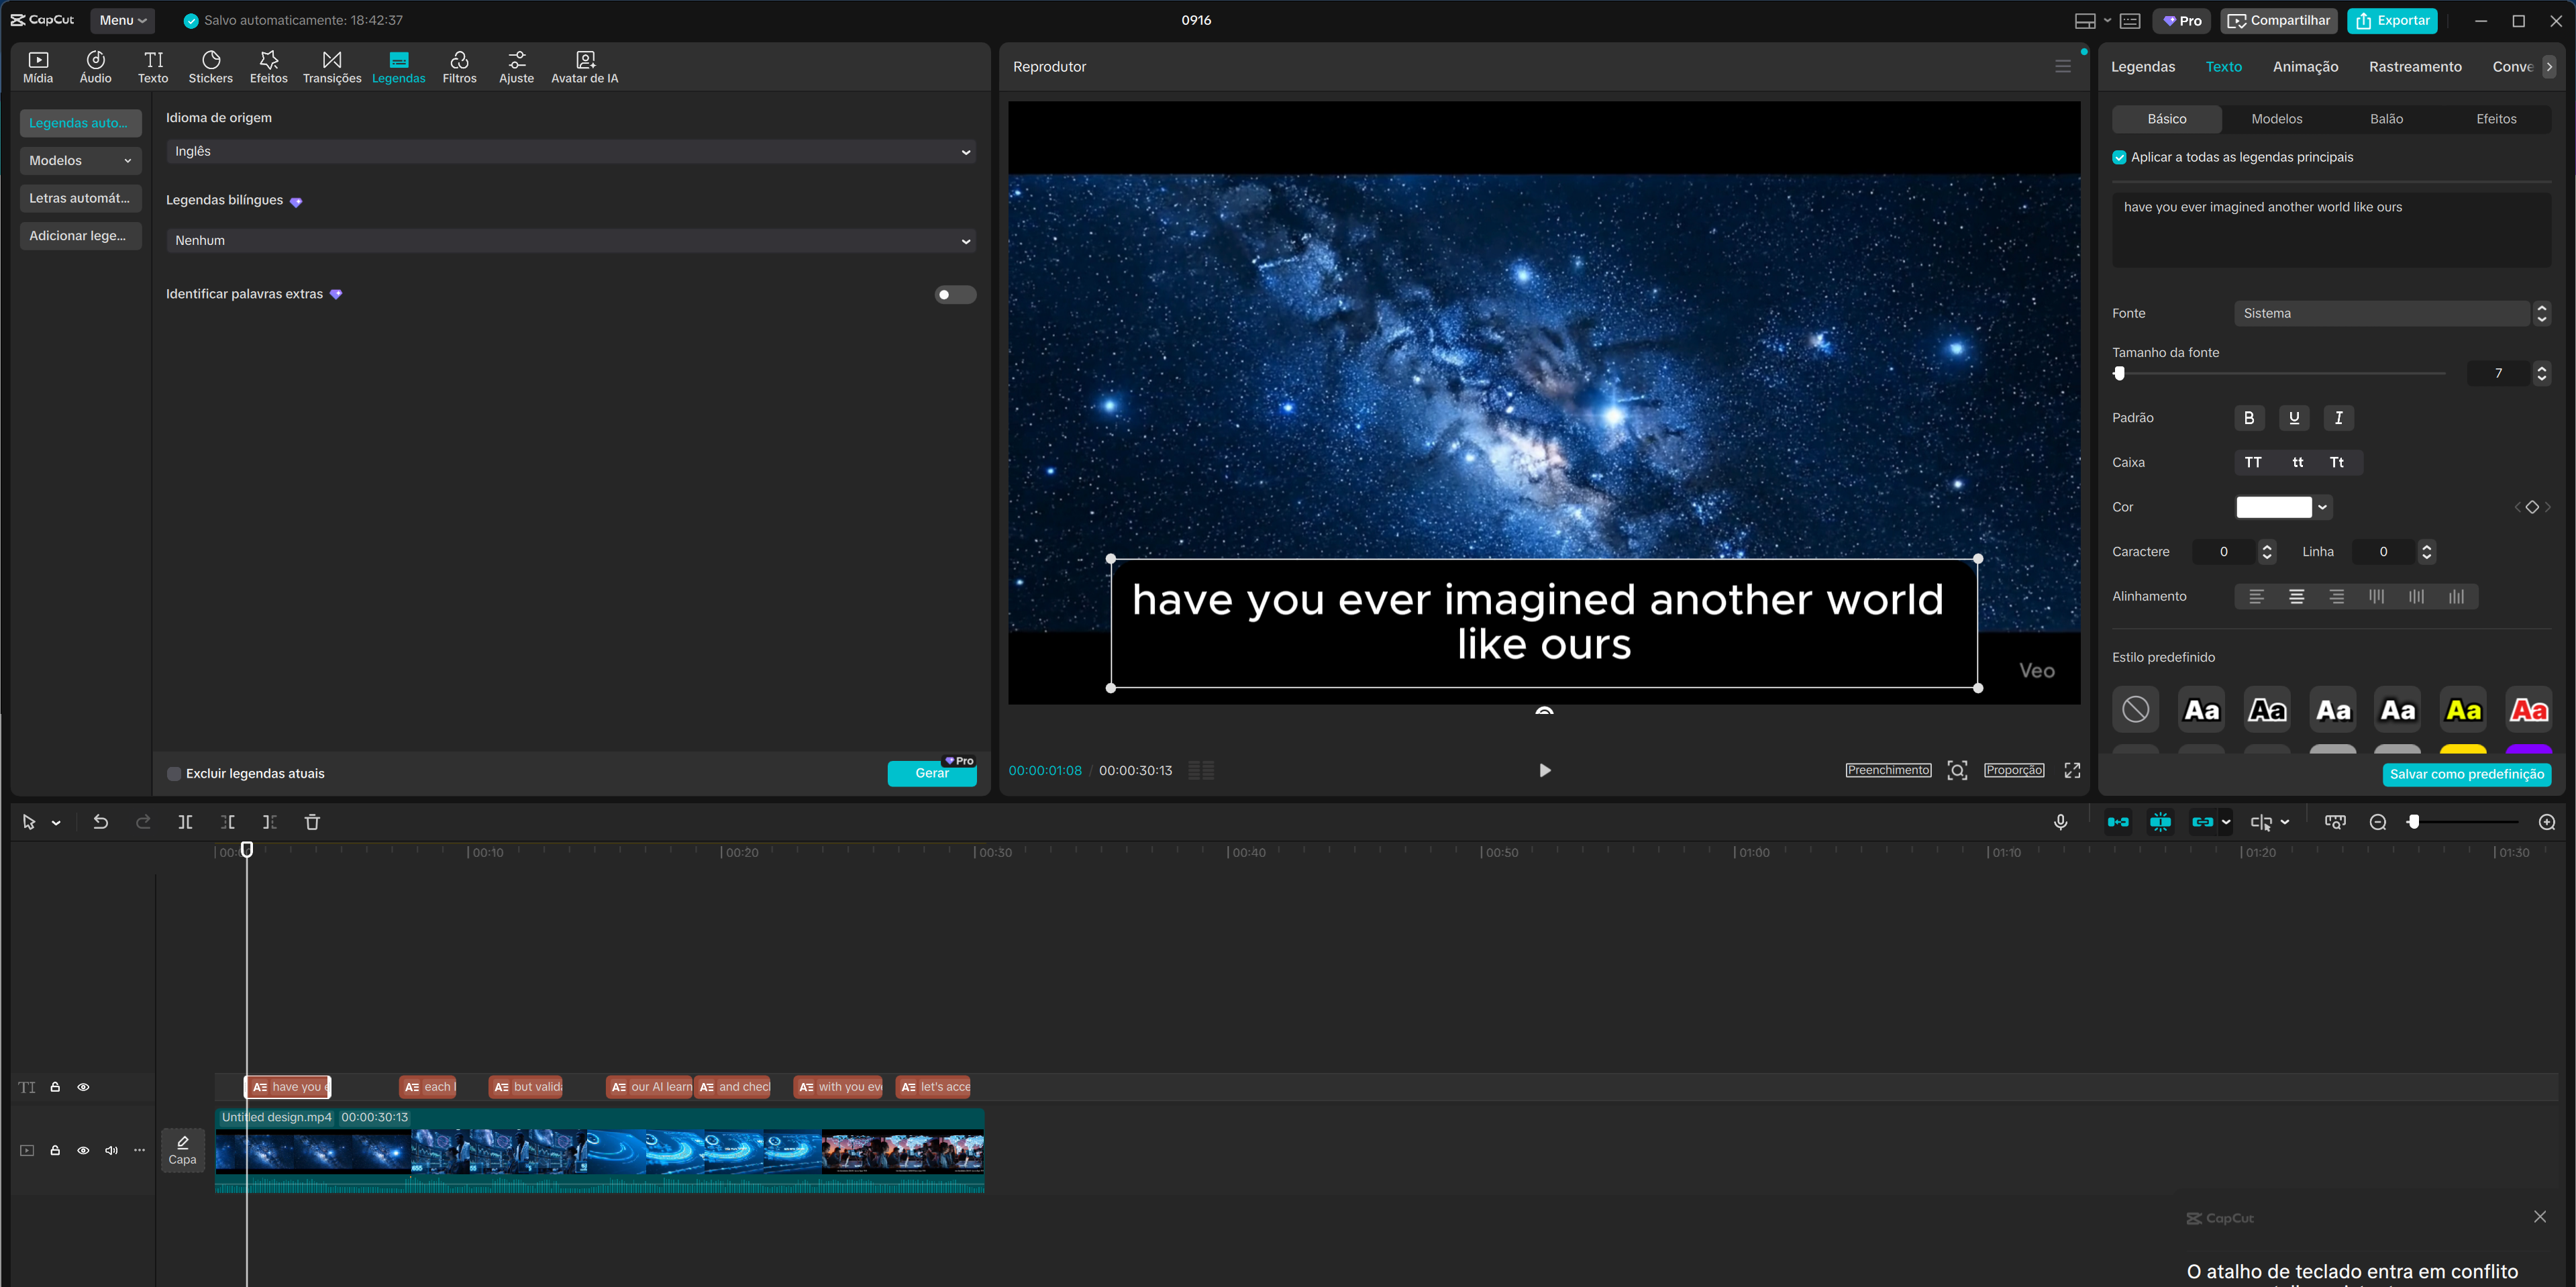 CapCut
Menu
Salvo automaticamente: 18:42:37
0916
Pro
Compartilhar
Exportar
Mídia
Áudio
Texto
Stickers
Efeitos
Transições
Legendas
Filtros
Ajuste
Avatar de IA
Legendas auto...
Modelos
Letras automát...
Adicionar lege...
Idioma de origem
Inglês
Legendas bilíngues
Nenhum
Identificar palavras extras
Excluir legendas atuais
Pro
Gerar
Reprodutor
have you ever imagined another world
like ours
Veo
00:00:01:08 / 00:00:30:13
Preenchimento
Proporção
Legendas
Texto
Animação
Rastreamento
Conve
Básico
Modelos
Balão
Efeitos
Aplicar a todas as legendas principais
have you ever imagined another world like ours
Fonte
Sistema
Tamanho da fonte
7
Padrão
B U I
Caixa
TT tt Tt
Cor
Caractere 0
Linha 0
Alinhamento
Estilo predefinido
Aa Aa Aa Aa Aa Aa
Salvar como predefinição
00:10
00:20
00:30
00:40
00:50
01:00
01:10
01:20
01:30
TI
have you
each
but valid
our AI learn
and chec
with you ev
let's acce
Untitled design.mp4 00:00:30:13
Capa
CapCut
O atalho de teclado entra em conflito